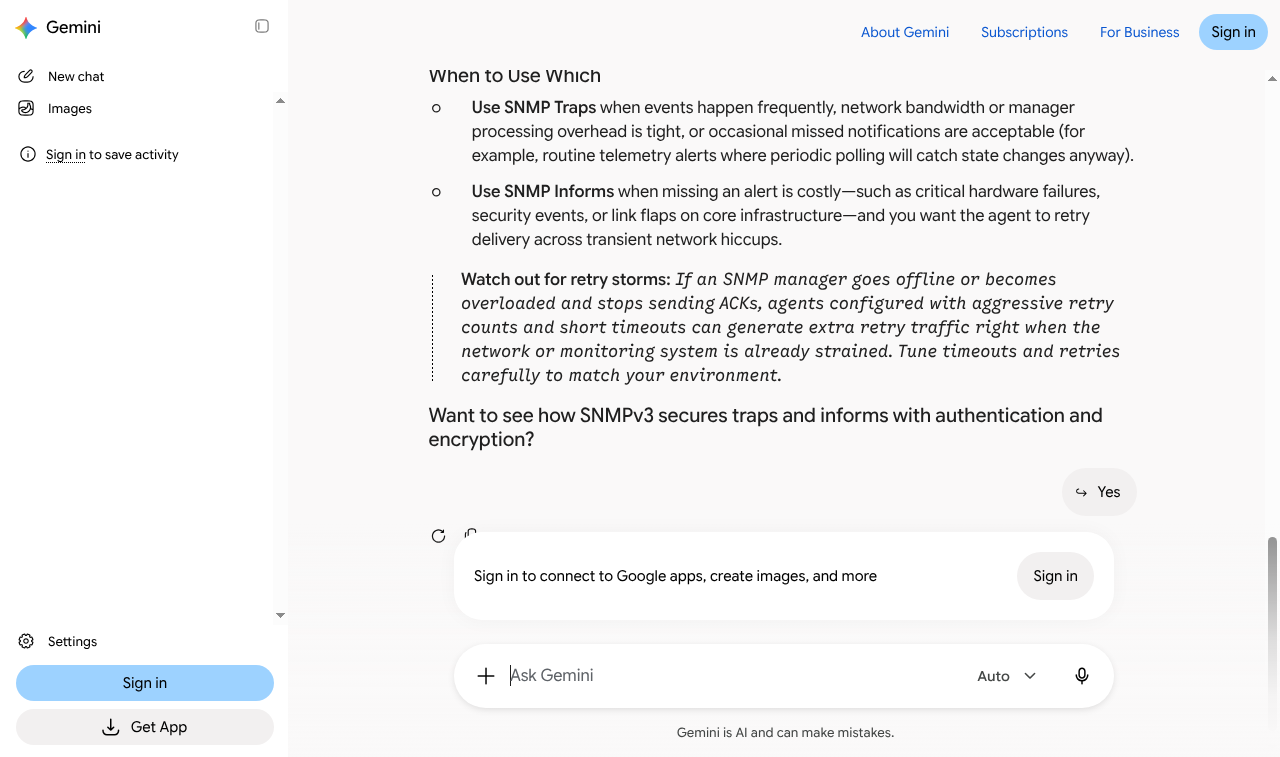 Gemini
New chat
Images
Sign in to save activity
Settings
Sign in
Get App
About Gemini
Subscriptions
For Business
Sign in
When to Use Which
Use SNMP Traps when events happen frequently, network bandwidth or manager
processing overhead is tight, or occasional missed notifications are acceptable (for
example, routine telemetry alerts where periodic polling will catch state changes anyway).
Use SNMP Informs when missing an alert is costly—such as critical hardware failures,
security events, or link flaps on core infrastructure—and you want the agent to retry
delivery across transient network hiccups.
Watch out for retry storms: If an SNMP manager goes offline or becomes
overloaded and stops sending ACKs, agents configured with aggressive retry
counts and short timeouts can generate extra retry traffic right when the
network or monitoring system is already strained. Tune timeouts and retries
carefully to match your environment.
Want to see how SNMPv3 secures traps and informs with authentication and
encryption?
Yes
Sign in to connect to Google apps, create images, and more
Sign in
Ask Gemini
Auto
Gemini is AI and can make mistakes.